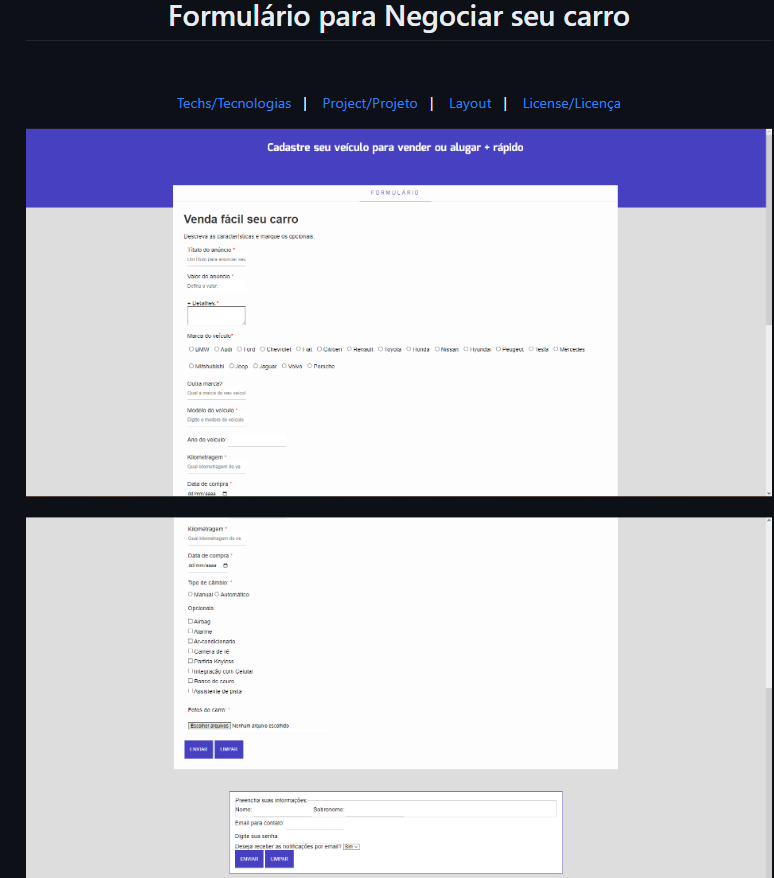 Formulário para Negociar seu carro
Techs/Tecnologias | Project/Projeto | Layout | License/Licença
Cadastre seu veículo para vender ou alugar + rápido
FORMULÁRIO
Venda fácil seu carro
Descreva as características e marque os opcionais.
Título do anúncio *
Um título para anunciar seu
Valor do anúncio *
Defina o valor:
+ Detalhes: *
Marca do veículo*
BMW Audi Ford Chevrolet Fiat Citroen Renault Toyota Honda Nissan Hyundai Peugeot Tesla Mercedes
Mitshubishi Jeep Jaguar Volvo Porsche
Outra marca?
Qual a marca do seu veícul
Modelo do veículo *
Digite o modelo do veículo
Ano do veículo:
Kilometragem *
Qual kilometragem do ve
Data de compra *
dd/mm/aaaa
Kilometragem *
Qual kilometragem do ve
Data de compra *
dd/mm/aaaa
Tipo de câmbio: *
Manual Automático
Opcionais:
Airbag
Alarme
Ar-condicionado
Camera de ré
Partida Keyless
Integração com Celular
Banco de couro
Assistente de pista
Fotos do carro: *
Escolher arquivos Nenhum arquivo escolhido
ENVIAR LIMPAR
Preencha suas informações:
Nome: Sobrenome:
Email para contato:
Digite sua senha
Deseja receber as notificações por email? Sim
ENVIAR LIMPAR